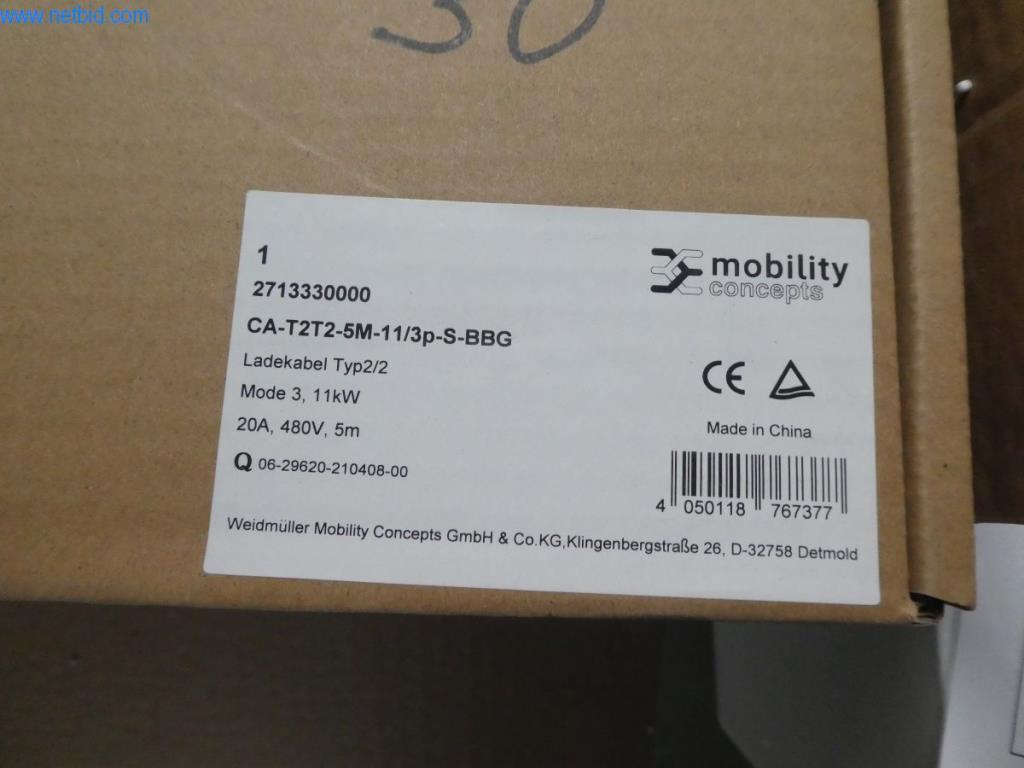 www.netbid.com
30
1
2713330000
CA-T2T2-5M-11/3p-S-BBG
Ladekabel Typ2/2
Mode 3, 11kW
20A, 480V, 5m
Q 06-29620-210408-00
mobility
concepts
CE
Made in China
4 050118 767377
Weidmüller Mobility Concepts GmbH & Co.KG,Klingenbergstraße 26, D-32758 Detmold